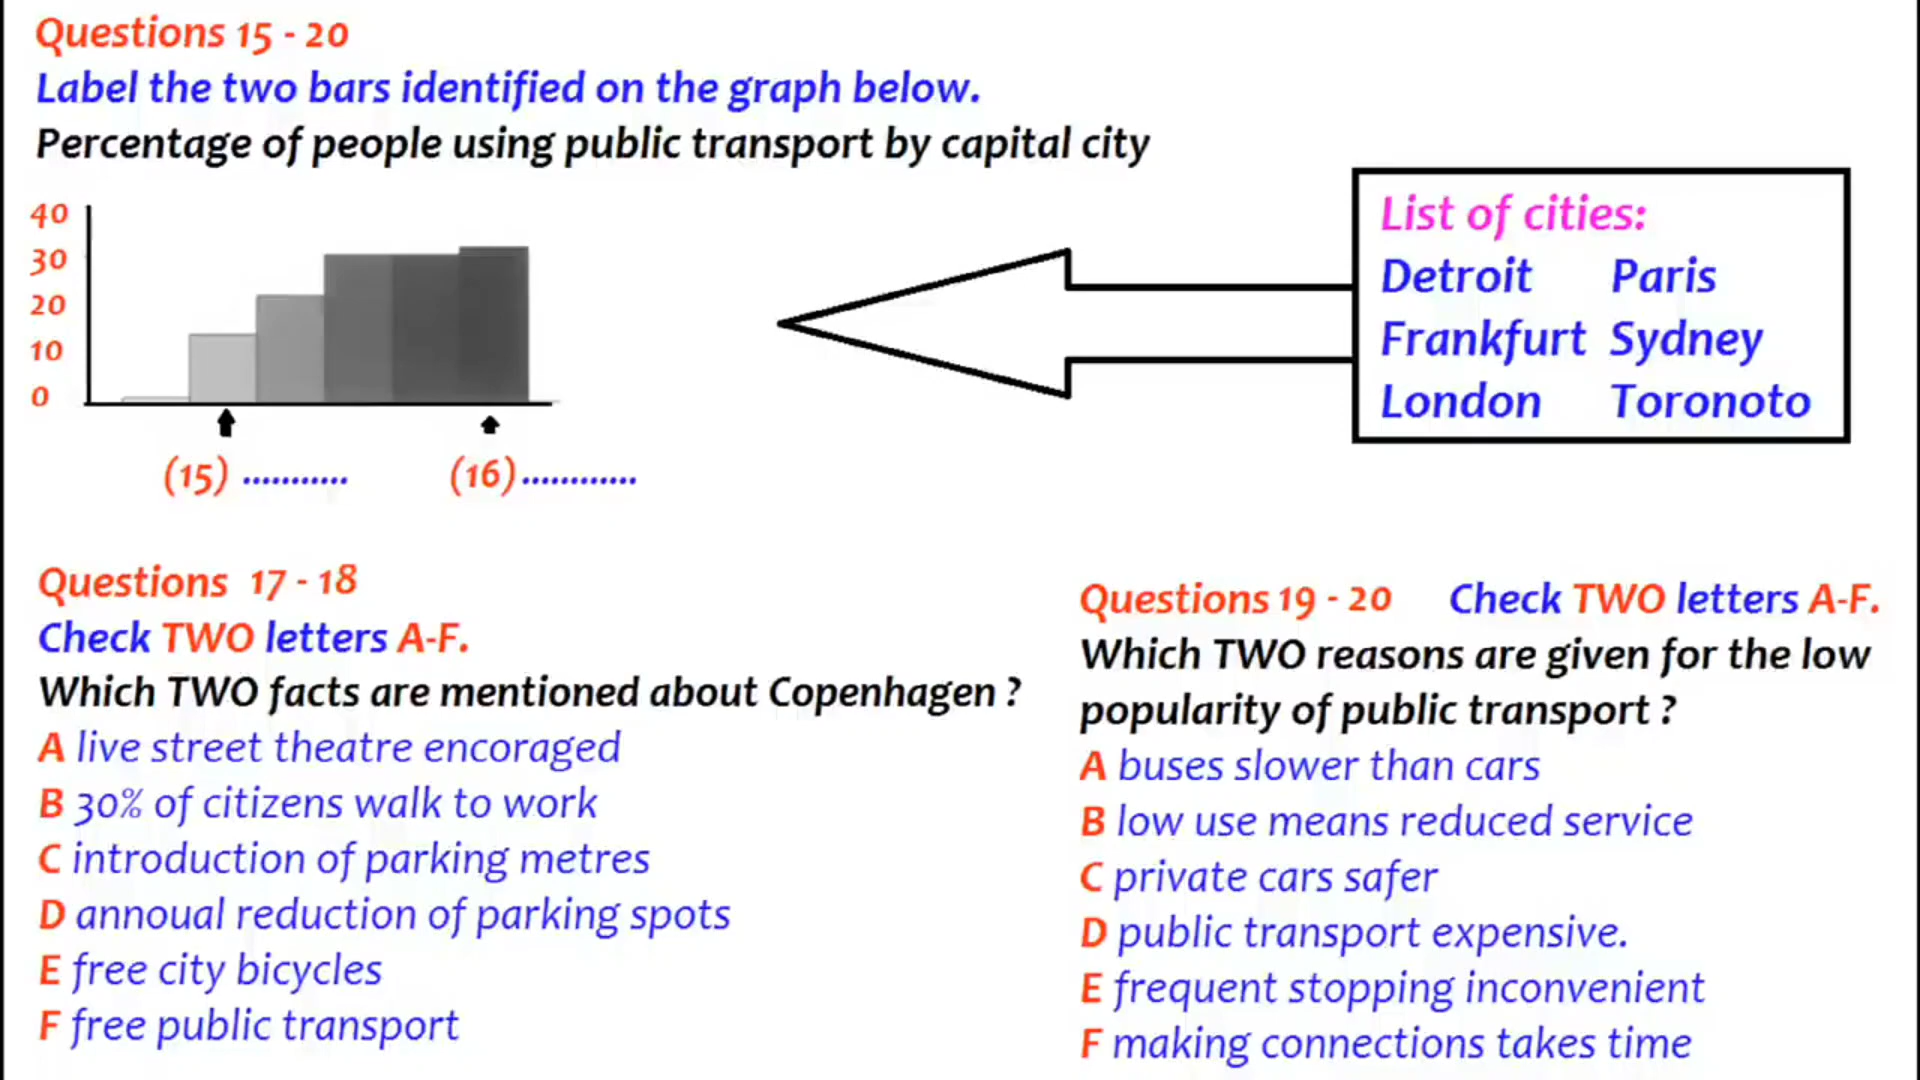 Questions 15 - 20
Label the two bars identified on the graph below.
Percentage of people using public transport by capital city
40
30
20
10
0
(15) ...........
(16)............
List of cities:
Detroit Paris
Frankfurt Sydney
London Toronoto
Questions 17 - 18
Check TWO letters A-F.
Which TWO facts are mentioned about Copenhagen ?
A live street theatre encoraged
B 30% of citizens walk to work
C introduction of parking metres
D annoual reduction of parking spots
E free city bicycles
F free public transport
Questions 19 - 20 Check TWO letters A-F.
Which TWO reasons are given for the low
popularity of public transport ?
A buses slower than cars
B low use means reduced service
C private cars safer
D public transport expensive.
E frequent stopping inconvenient
F making connections takes time